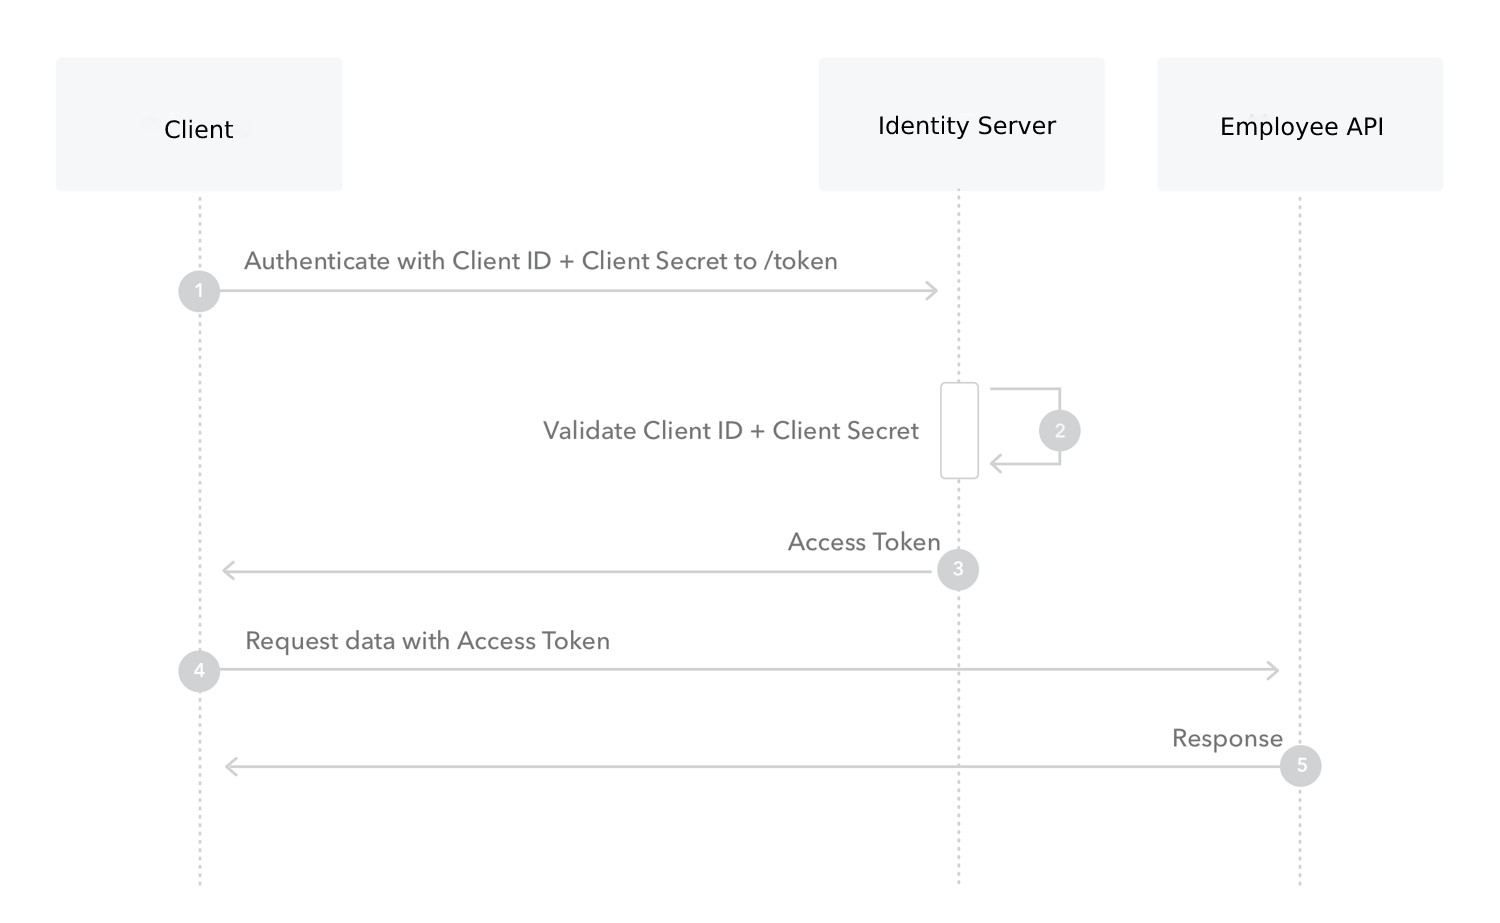 Client
Identity Server
Employee API
Authenticate with Client ID + Client Secret to /token
1
Validate Client ID + Client Secret
2
Access Token
3
Request data with Access Token
4
Response
5